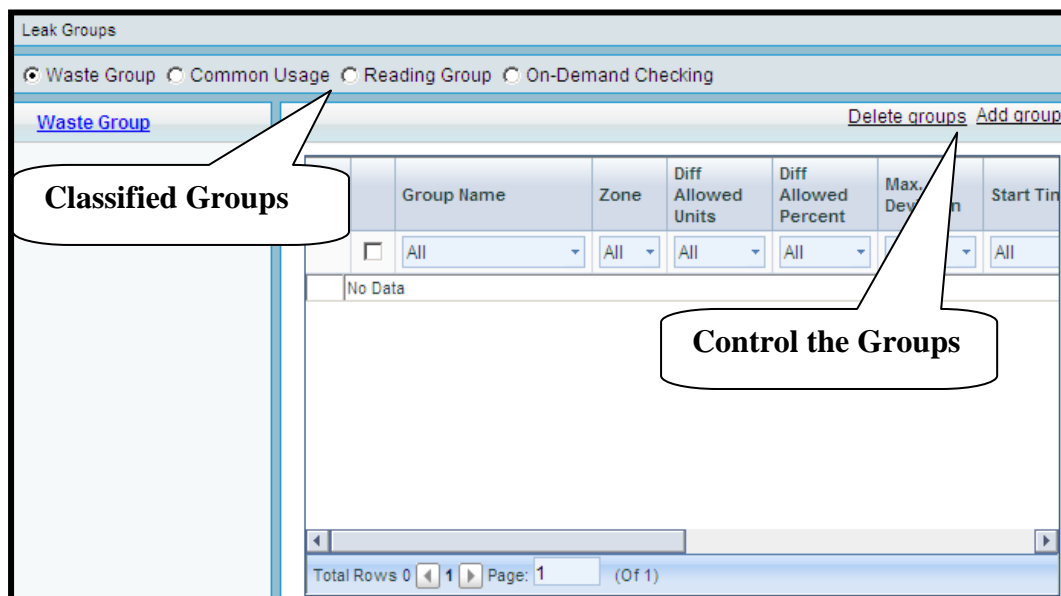 Leak Groups
Waste Group Common Usage Reading Group On-Demand Checking
Waste Group
Delete groups Add group
Classified Groups
Group Name
Zone
Diff Allowed Units
Diff Allowed Percent
Max.
Start Tin
All All All All All
No Data
Control the Groups
Total Rows 0 1 Page: 1 (Of 1)